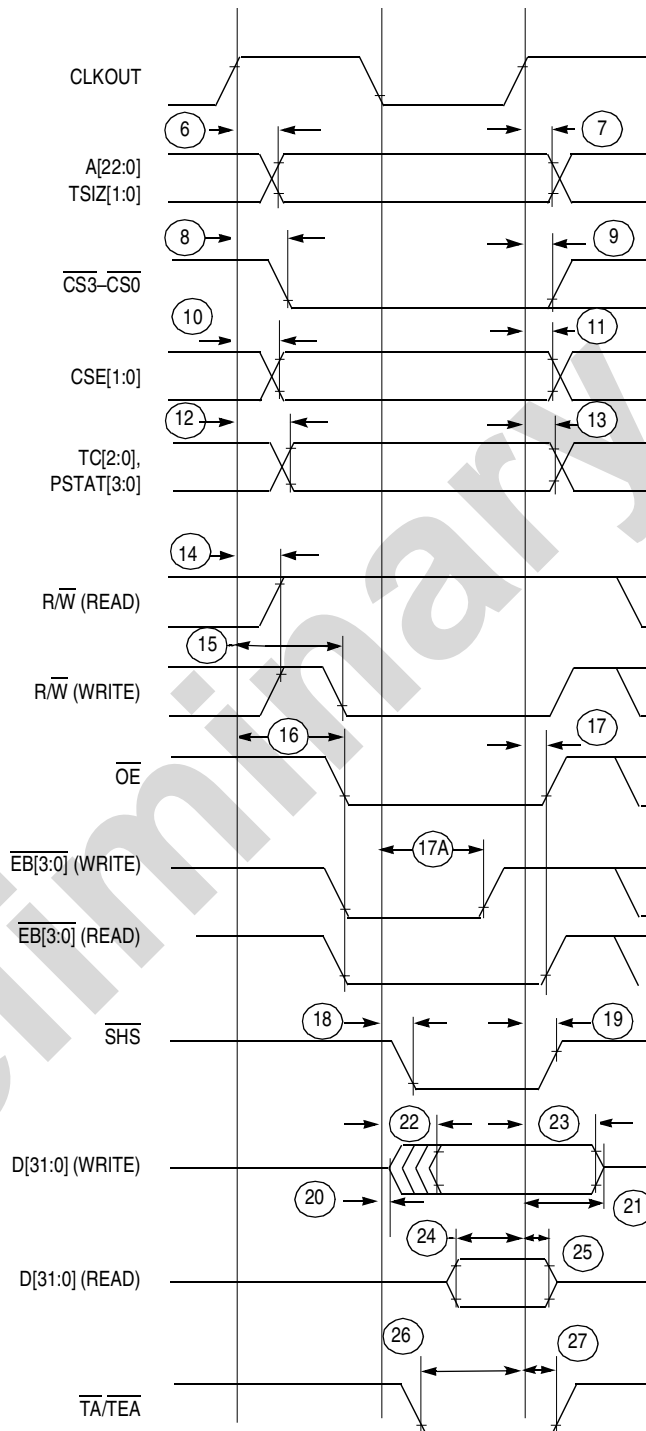 CLKOUT
6
7
A[22:0]
TSIZ[1:0]
8
9
CS3–CS0
10
11
CSE[1:0]
12
13
TC[2:0],
PSTAT[3:0]
14
R/W (READ)
15
R/W (WRITE)
16
17
OE
17A
EB[3:0] (WRITE)
EB[3:0] (READ)
18
19
SHS
22
23
D[31:0] (WRITE)
20
21
24
25
D[31:0] (READ)
26
27
TA/TEA
eliminary